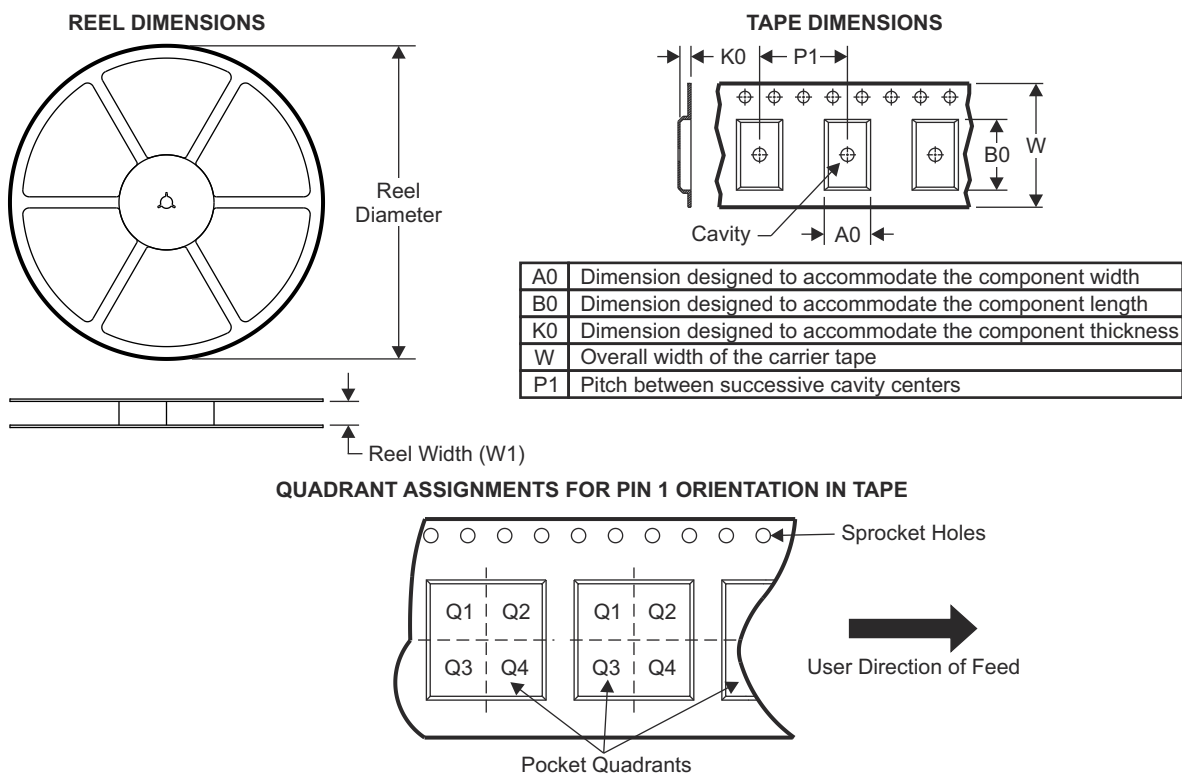 REEL DIMENSIONS
Reel
Diameter
Reel Width (W1)
TAPE DIMENSIONS
K0 P1
B0 W
Cavity A0
A0 Dimension designed to accommodate the component width
B0 Dimension designed to accommodate the component length
K0 Dimension designed to accommodate the component thickness
W Overall width of the carrier tape
P1 Pitch between successive cavity centers
QUADRANT ASSIGNMENTS FOR PIN 1 ORIENTATION IN TAPE
Sprocket Holes
Q1 Q2 Q1 Q2
Q3 Q4 Q3 Q4
User Direction of Feed
Pocket Quadrants